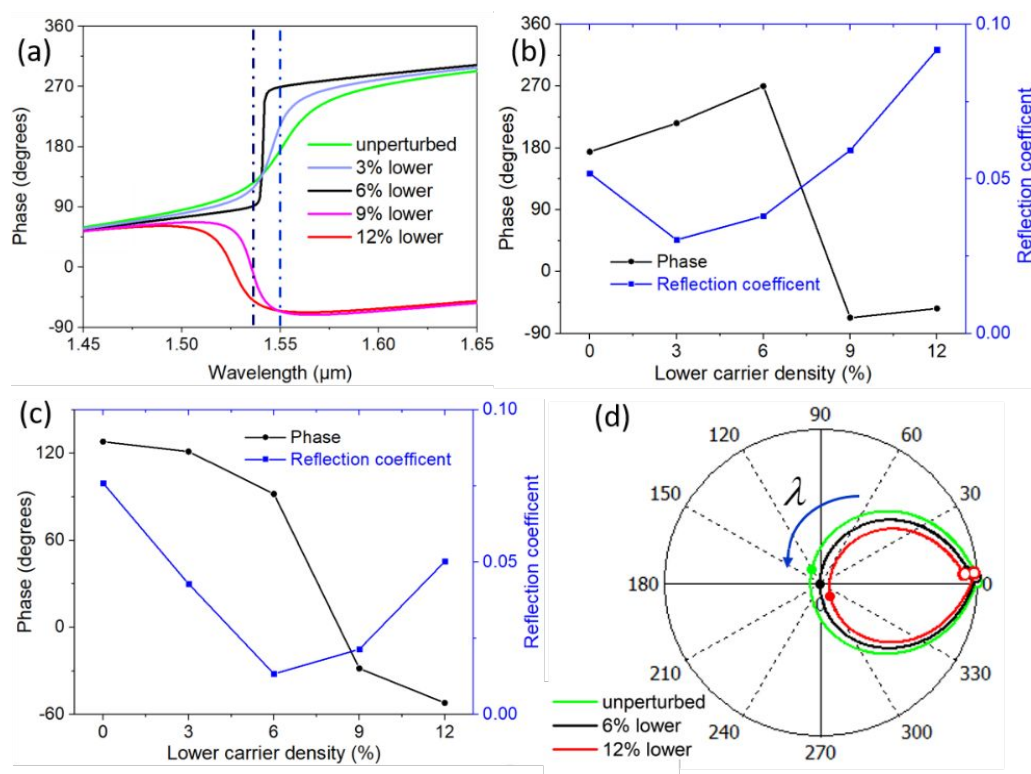 (a)
360
270
180
90
0
-90
Phase (degrees)
unperturbed
3% lower
6% lower
9% lower
12% lower
1.45
1.50
1.55
1.60
1.65
Wavelength (μm)
(b)
360
270
180
90
0
-90
Phase (degrees)
0.10
0.05
0.00
Reflection coefficent
Phase
Reflection coefficent
0
3
6
9
12
Lower carrier density (%)
(c)
120
60
0
-60
Phase (degrees)
0.10
0.05
0.00
Reflection coefficent
Phase
Reflection coefficent
0
3
6
9
12
Lower carrier density (%)
(d)
90
120
60
150
30
λ
180
0
0
210
330
240
300
270
unperturbed
6% lower
12% lower